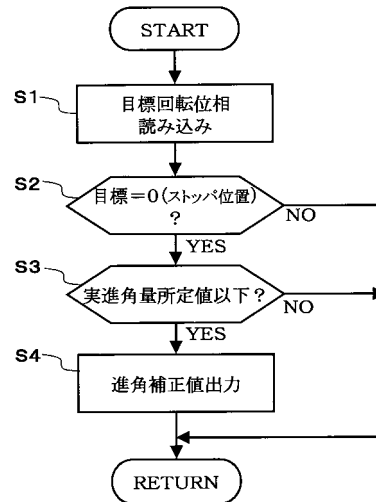 START
S1
目標回転位相
読み込み
S2
目標=0(ストッパ位置)
?
NO
YES
S3
実進角量所定値以下?
NO
YES
S4
進角補正値出力
RETURN